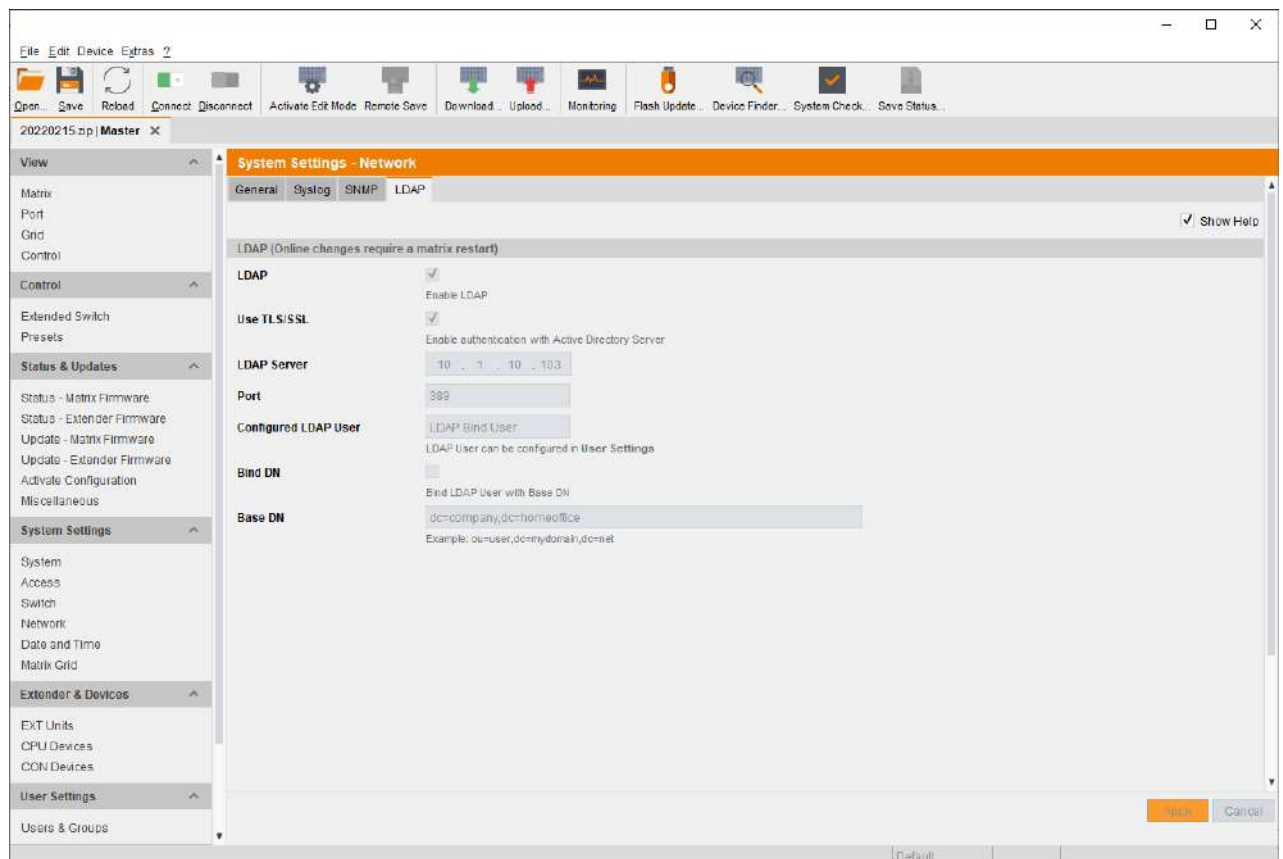 File Edit Device Extras ?
Open... Save Reload Connect Disconnect Activate Edit Mode Remote Save Download... Upload... Monitoring Flash Update... Device Finder... System Check... Save Status...
20220215.zip | Master X
View
Matrix
Port
Grid
Control
Control
Extended Switch
Presets
Status & Updates
Status - Matrix Firmware
Status - Extender Firmware
Update - Matrix Firmware
Update - Extender Firmware
Activate Configuration
Miscellaneous
System Settings
System
Access
Switch
Network
Date and Time
Matrix Grid
Extender & Devices
EXT Units
CPU Devices
CON Devices
User Settings
Users & Groups
System Settings - Network
General Syslog SNMP LDAP
Show Help
LDAP (Online changes require a matrix restart)
LDAP
Enable LDAP
Use TLS/SSL
Enable authentication with Active Directory Server
LDAP Server 10 . 1 . 10 . 103
Port 389
Configured LDAP User LDAP Bind User
LDAP User can be configured in User Settings
Bind DN
Bind LDAP User with Base DN
Base DN dc=company,dc=homeoffice
Example: ou=user,dc=mydomain,dc=net
Apply Cancel
Default